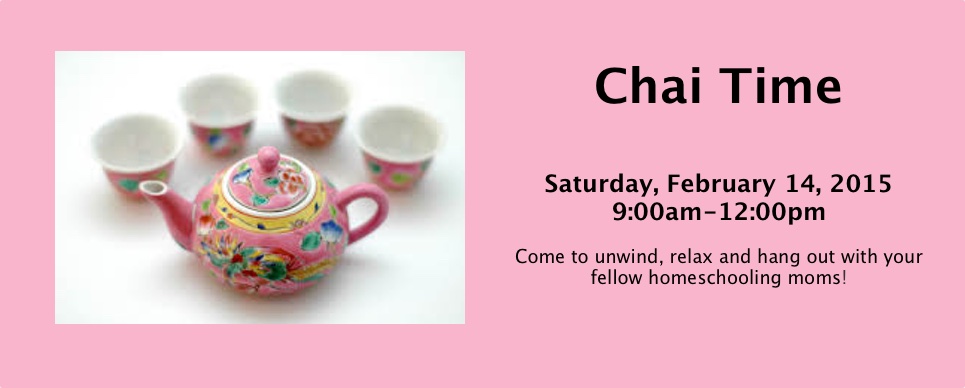 Chai Time
Saturday, February 14, 2015
9:00am-12:00pm
Come to unwind, relax and hang out with your
fellow homeschooling moms!